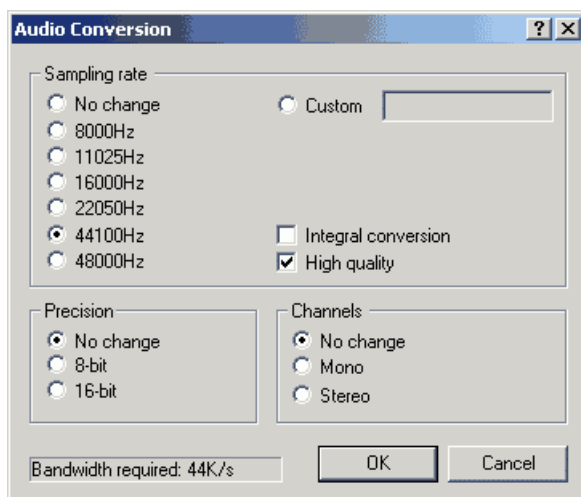 Audio Conversion
Sampling rate
No change
Custom
8000Hz
11025Hz
16000Hz
22050Hz
44100Hz
Integral conversion
48000Hz
High quality
Precision
No change
8-bit
16-bit
Channels
No change
Mono
Stereo
Bandwidth required: 44K/s
OK
Cancel